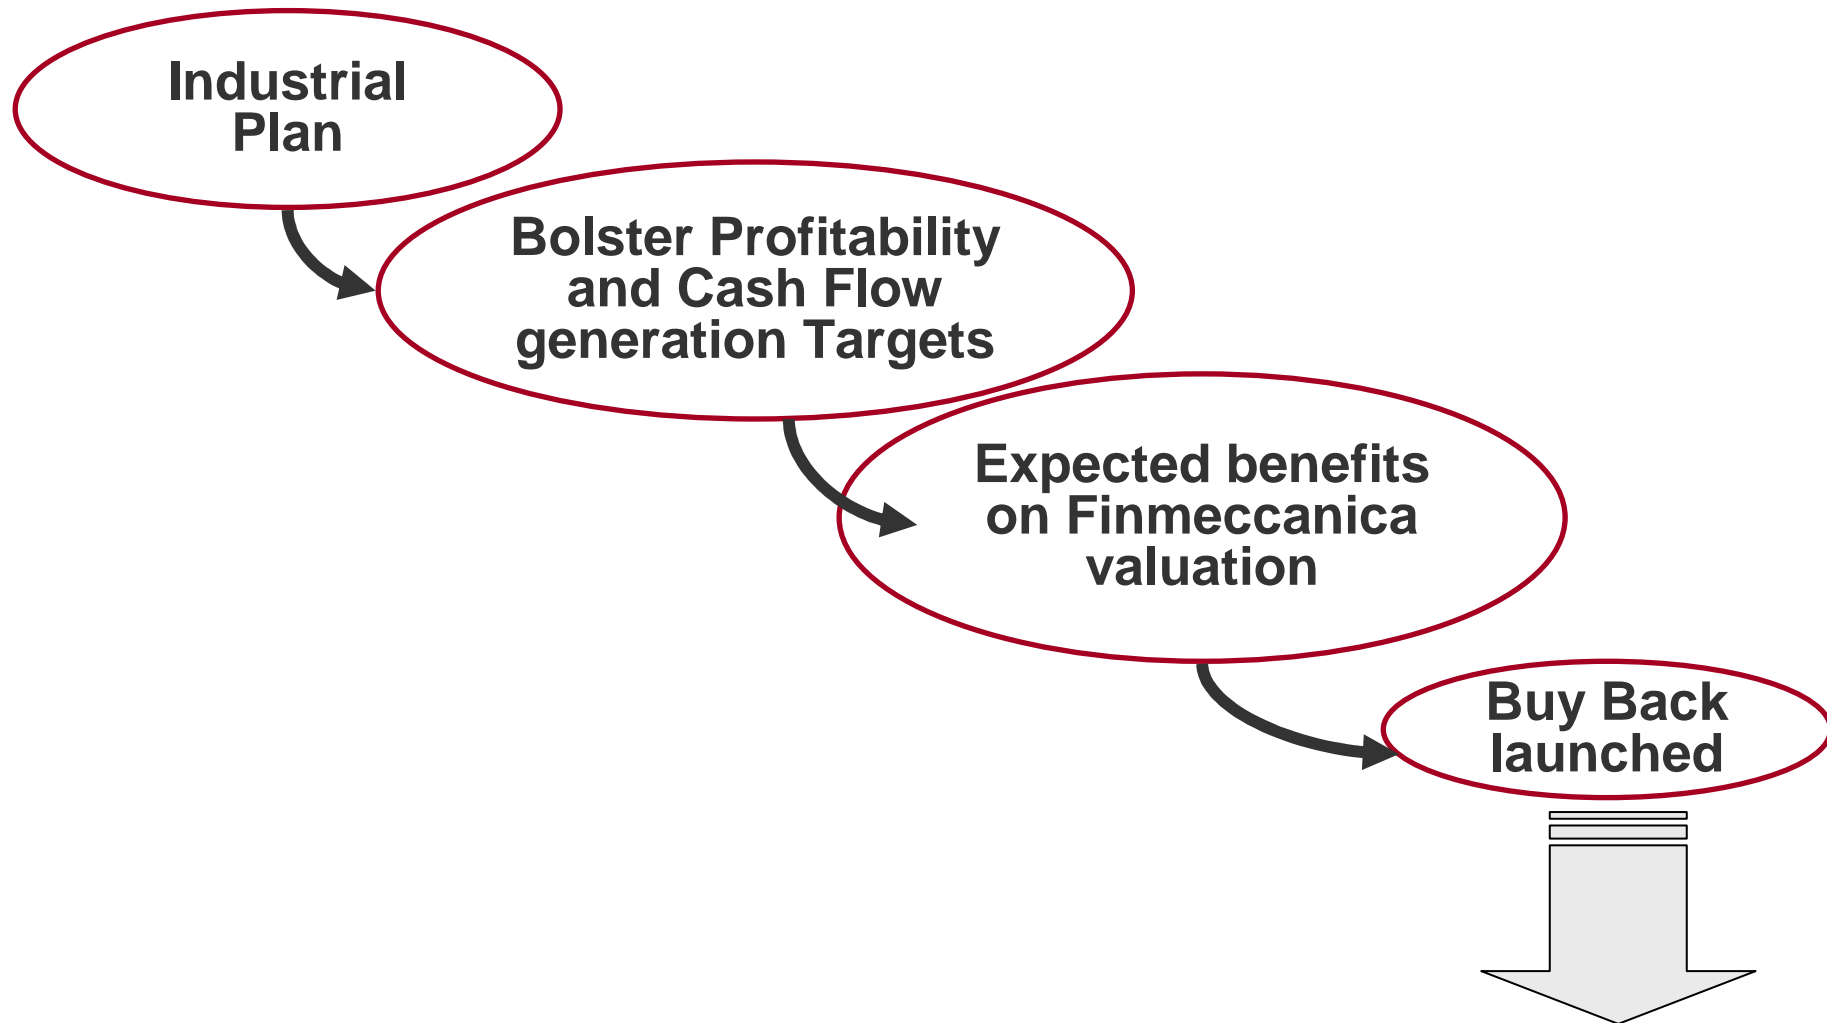 Industrial
Plan
Bolster Profitability
and Cash Flow
generation Targets
Expected benefits
on Finmeccanica
valuation
Buy Back
launched